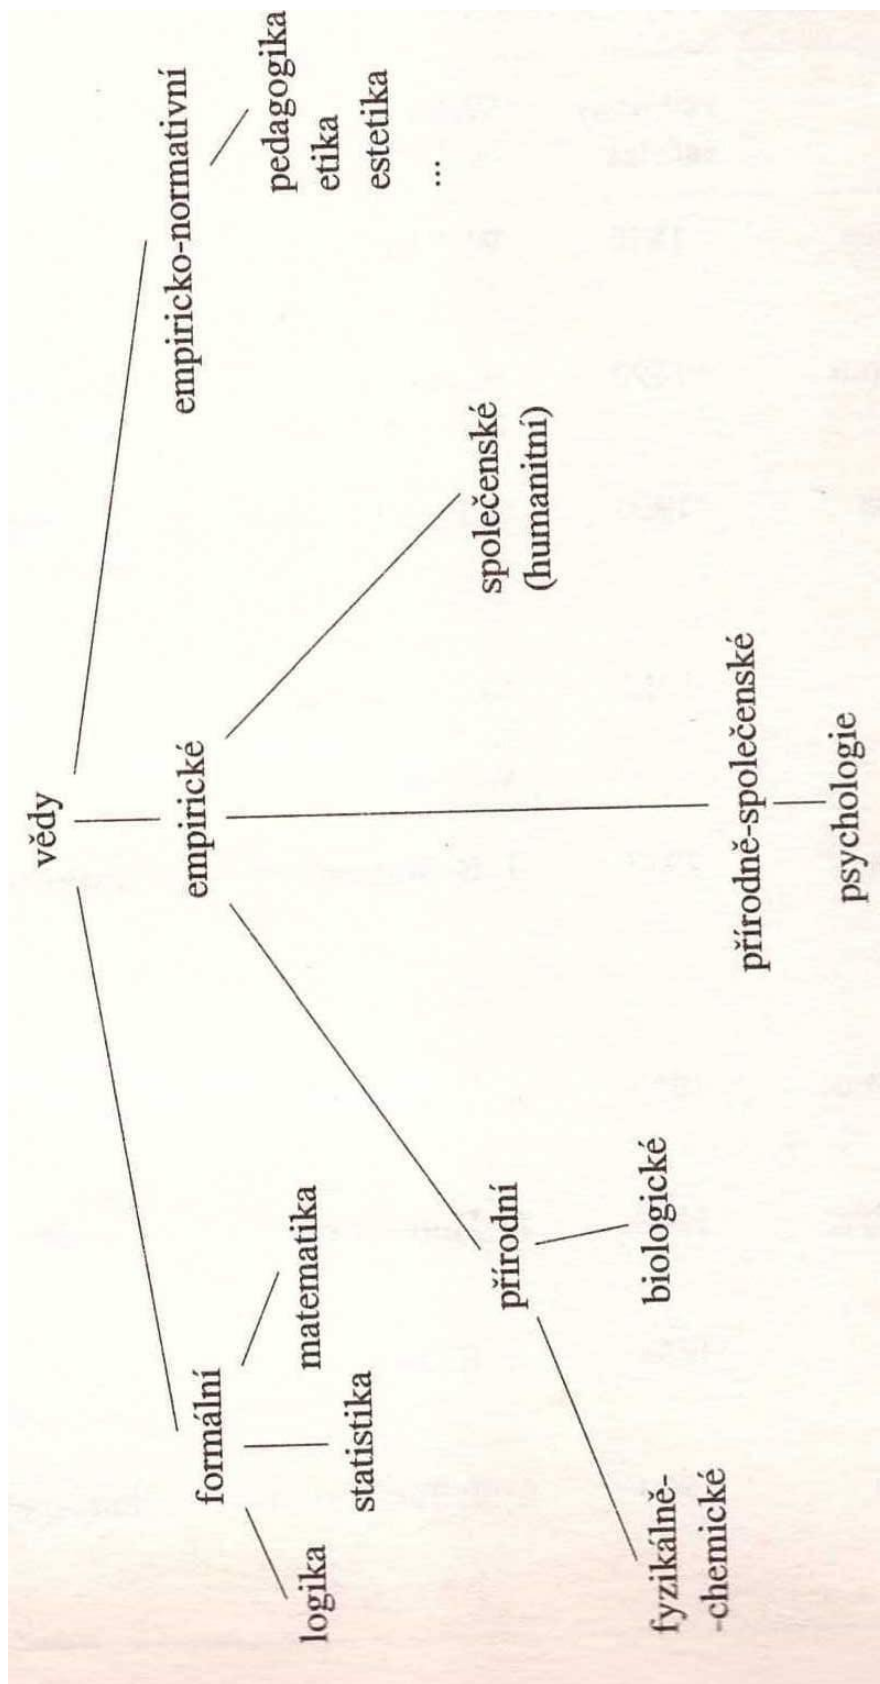 vědy
formální
empirické
empiricko-normativní
logika
statistika
matematika
pedagogika
etika
estetika
...
přírodní
společenské
(humanitní)
fyzikálně-
-chemické
biologické
přírodně-společenské
psychologie